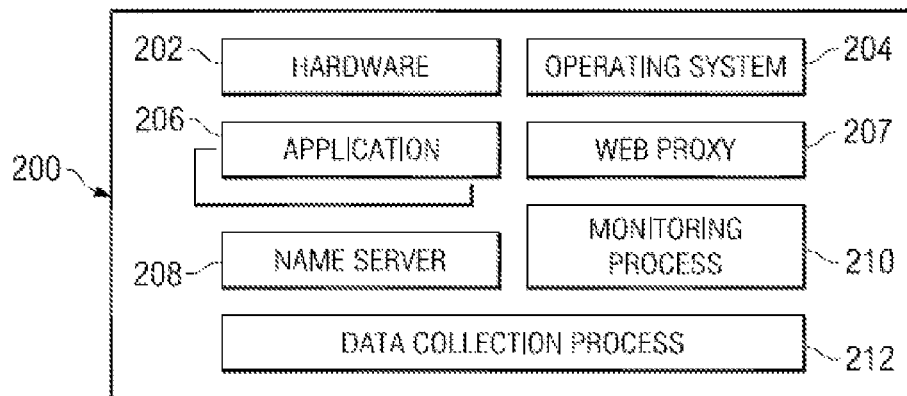 202 HARDWARE OPERATING SYSTEM 204
206 APPLICATION WEB PROXY 207
200
208 NAME SERVER MONITORING PROCESS 210
DATA COLLECTION PROCESS 212